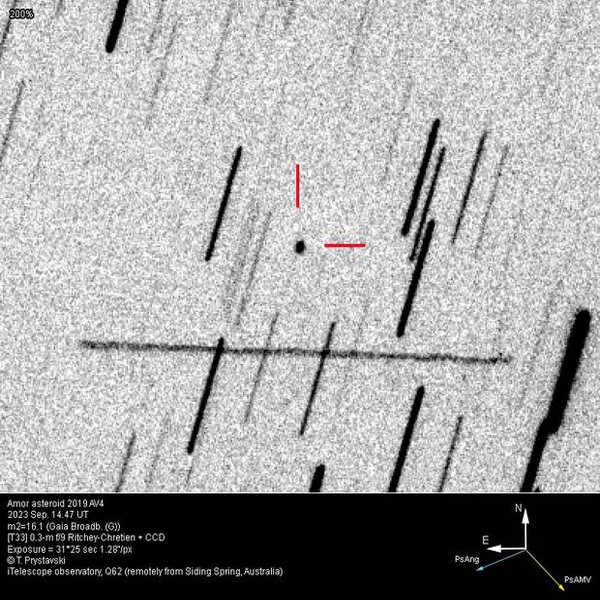 200%
Amor asteroid 2019 AV4
2023 Sep. 14.47 UT
m2=16.1 (Gaia Broadb. (G))
[T33] 0.3-m f/9 Ritchey-Chretien + CCD
Exposure = 31*25 sec 1.28"/px
© T. Prystavski
iTelescope observatory, Q62 (remotely from Siding Spring, Australia)
N
E
PsAng
PsAMV